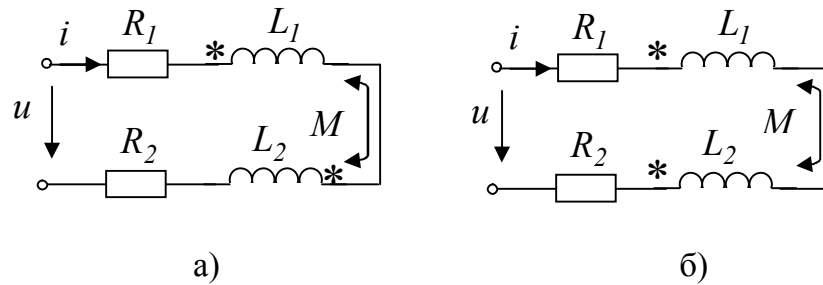 i R₁ * L₁
u M
R₂ L₂ *
а)
i R₁ * L₁
u M
R₂ * L₂
б)